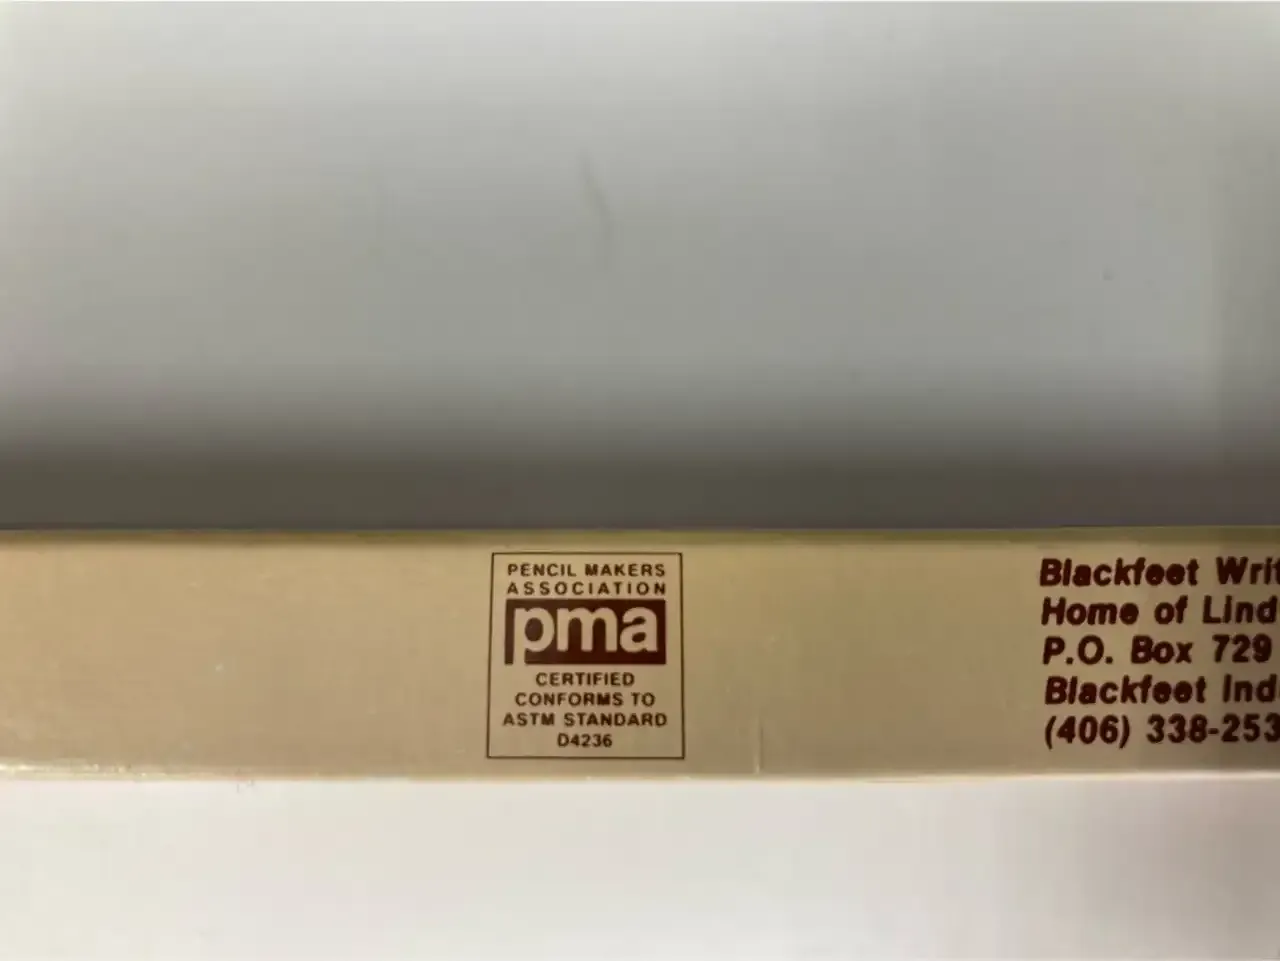 PENCIL MAKERS
ASSOCIATION
pma
CERTIFIED
CONFORMS TO
ASTM STANDARD
D4236
Blackfeet Writ
Home of Lind
P.O. Box 729
Blackfeet Ind
(406) 338-253